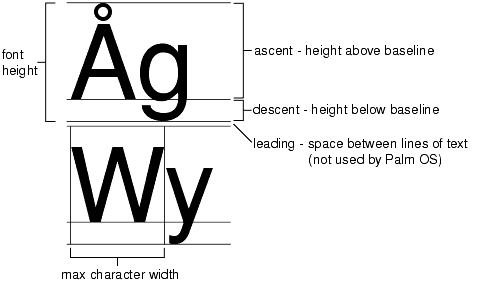 Åg
font
height
ascent - height above baseline
descent - height below baseline
leading - space between lines of text
(not used by Palm OS)
Wy
max character width